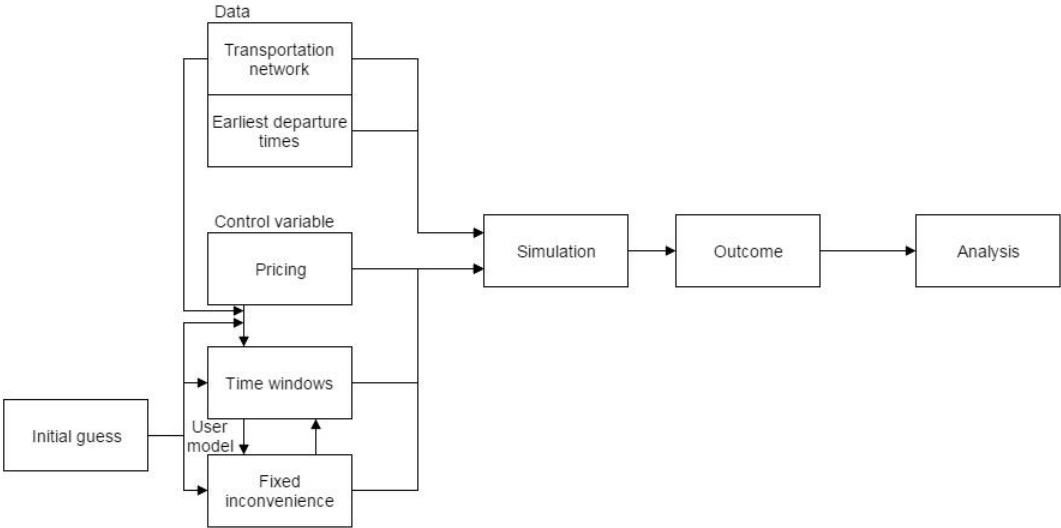 Data
Transportation
network
Earliest departure
times
Control variable
Pricing
Simulation
Outcome
Analysis
Time windows
Initial guess
User
model
Fixed
inconvenience